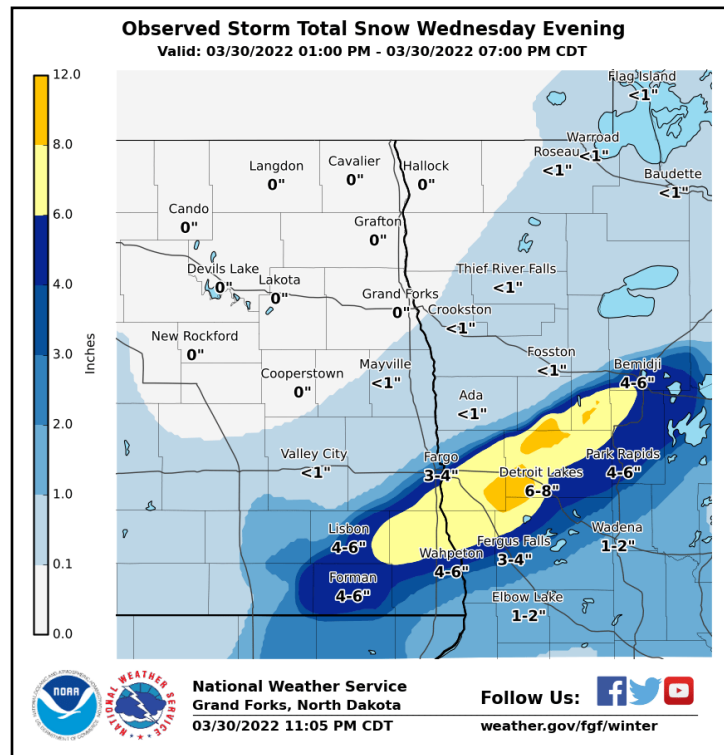 Observed Storm Total Snow Wednesday Evening
Valid: 03/30/2022 01:00 PM - 03/30/2022 07:00 PM CDT
12.0
8.0
6.0
4.0
3.0
2.0
1.0
0.1
0.0
Inches
Flag Island
<1"
Warroad
<1"
Roseau
<1"
Baudette
<1"
Langdon
0"
Cavalier
0"
Hallock
0"
Cando
0"
Grafton
0"
Devils Lake
0"
Lakota
0"
Thief River Falls
<1"
Grand Forks
0"
Crookston
<1"
New Rockford
0"
Cooperstown
0"
Mayville
<1"
Fosston
<1"
Bemidji
4-6"
Ada
<1"
Valley City
<1"
Fargo
3-4"
Detroit Lakes
6-8"
Park Rapids
4-6"
Lisbon
4-6"
Wahpeton
4-6"
Fergus Falls
3-4"
Wadena
1-2"
Forman
4-6"
Elbow Lake
1-2"
NOAA
NATIONAL WEATHER SERVICE
National Weather Service
Grand Forks, North Dakota
03/30/2022 11:05 PM CDT
Follow Us:
weather.gov/fgf/winter